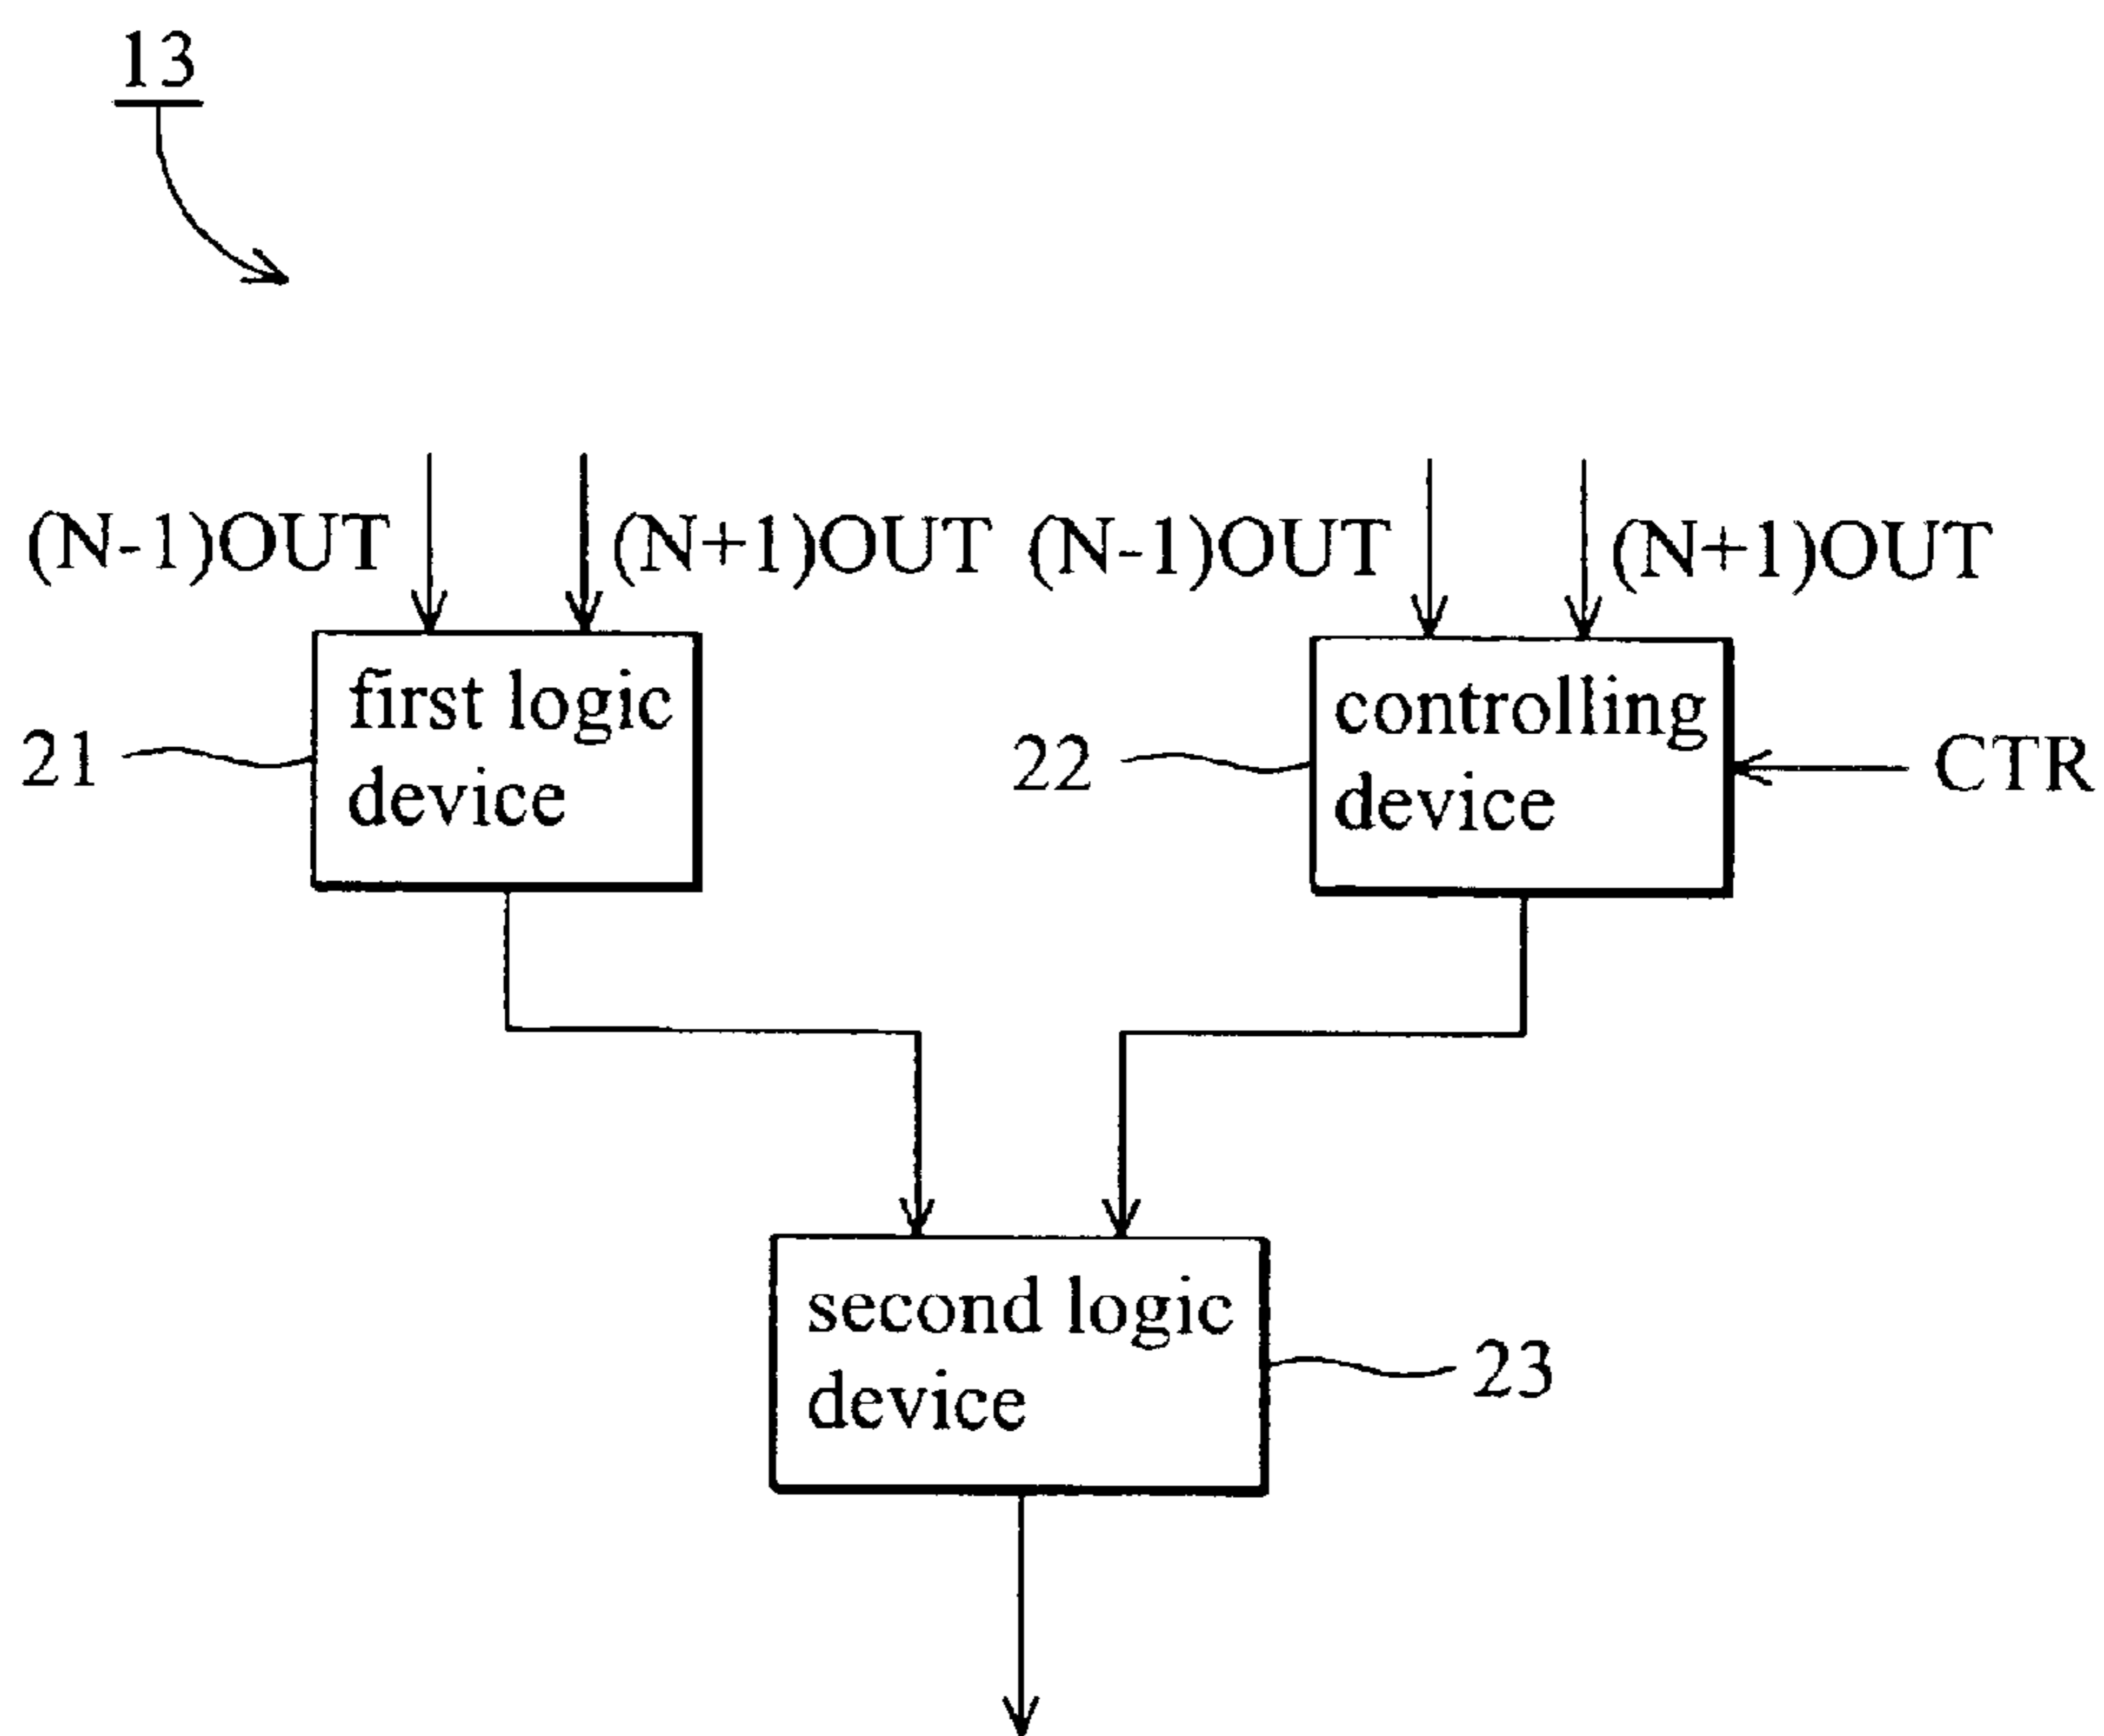 13
(N-1)OUT
(N+1)OUT
(N-1)OUT
(N+1)OUT
first logic
device
21
controlling
device
22
CTR
second logic
device
23